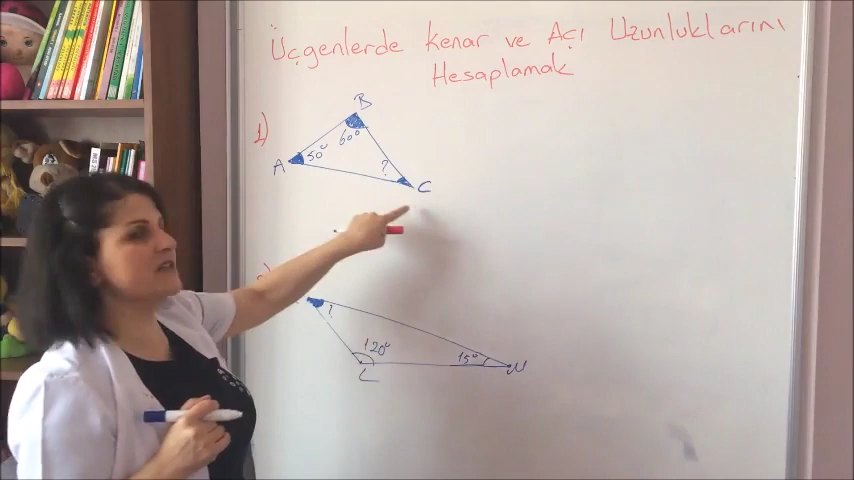 Üçgenlerde Kenar ve Açı Uzunluklarını
Hesaplamak
1)
B
60°
A
50°
?
C
?
120°
15°
L
M